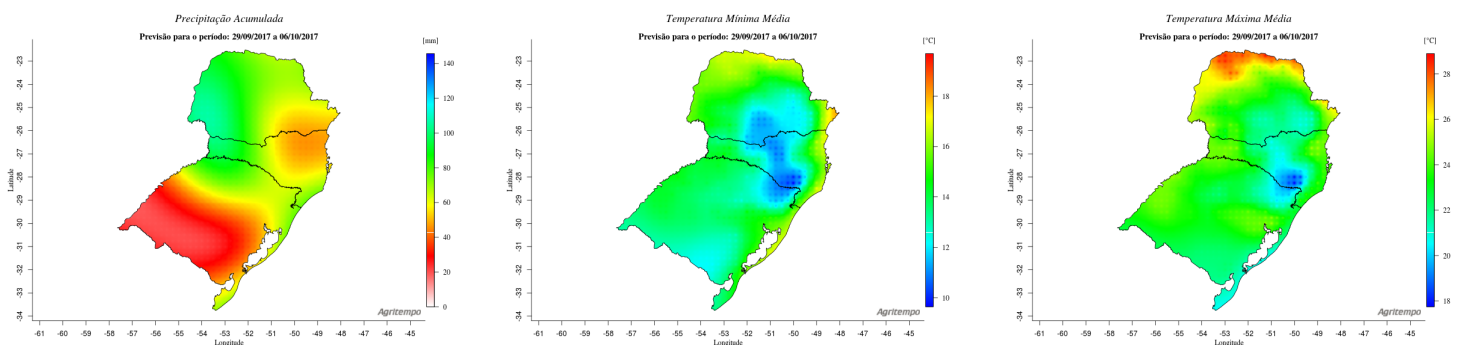 Precipitação Acumulada
Previsão para o período: 29/09/2017 a 06/10/2017
[mm]
140
120
100
80
60
40
20
0
-23
-24
-25
-26
-27
-28
-29
-30
-31
-32
-33
-34
Latitude
-61 -60 -59 -58 -57 -56 -55 -54 -53 -52 -51 -50 -49 -48 -47 -46 -45
Longitude
Agritempo
Temperatura Mínima Média
Previsão para o período: 29/09/2017 a 06/10/2017
[°C]
18
16
14
12
10
-23
-24
-25
-26
-27
-28
-29
-30
-31
-32
-33
-34
Latitude
-61 -60 -59 -58 -57 -56 -55 -54 -53 -52 -51 -50 -49 -48 -47 -46 -45
Longitude
Agritempo
Temperatura Máxima Média
Previsão para o período: 29/09/2017 a 06/10/2017
[°C]
28
26
24
22
20
18
-23
-24
-25
-26
-27
-28
-29
-30
-31
-32
-33
-34
Latitude
-61 -60 -59 -58 -57 -56 -55 -54 -53 -52 -51 -50 -49 -48 -47 -46 -45
Longitude
Agritempo